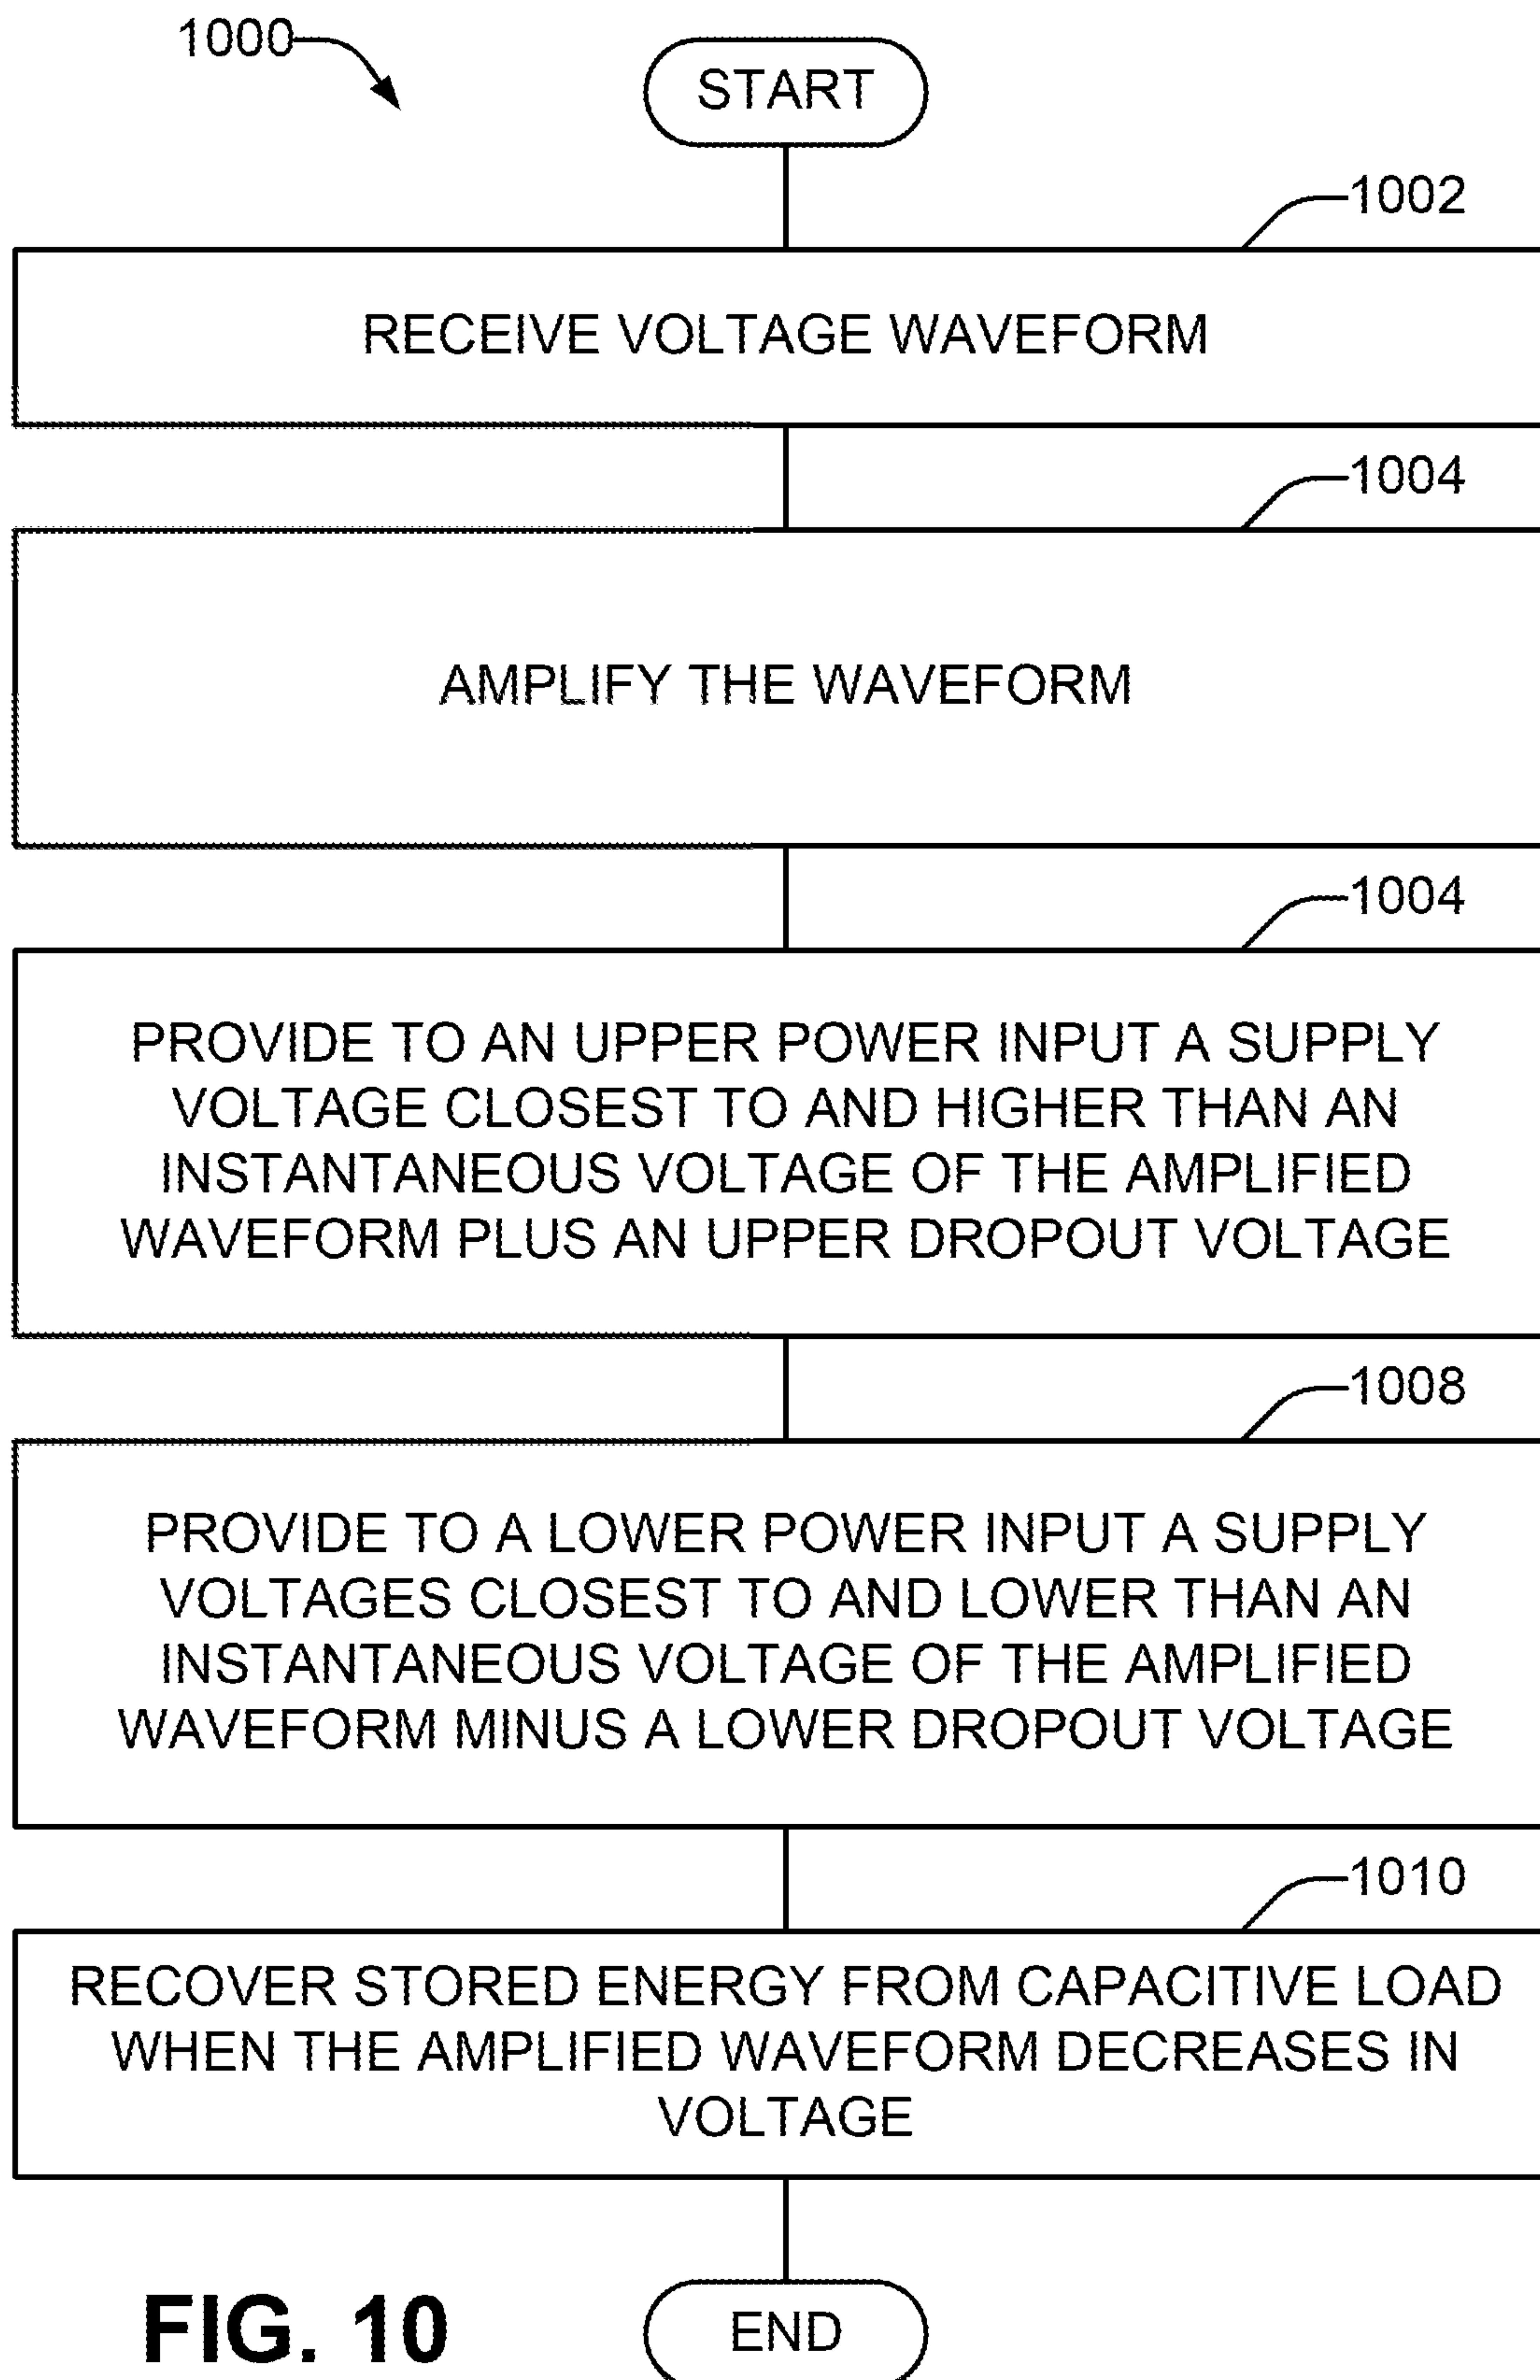 1000
START
1002
RECEIVE VOLTAGE WAVEFORM
1004
AMPLIFY THE WAVEFORM
1004
PROVIDE TO AN UPPER POWER INPUT A SUPPLY
VOLTAGE CLOSEST TO AND HIGHER THAN AN
INSTANTANEOUS VOLTAGE OF THE AMPLIFIED
WAVEFORM PLUS AN UPPER DROPOUT VOLTAGE
1008
PROVIDE TO A LOWER POWER INPUT A SUPPLY
VOLTAGES CLOSEST TO AND LOWER THAN AN
INSTANTANEOUS VOLTAGE OF THE AMPLIFIED
WAVEFORM MINUS A LOWER DROPOUT VOLTAGE
1010
RECOVER STORED ENERGY FROM CAPACITIVE LOAD
WHEN THE AMPLIFIED WAVEFORM DECREASES IN
VOLTAGE
FIG. 10
END